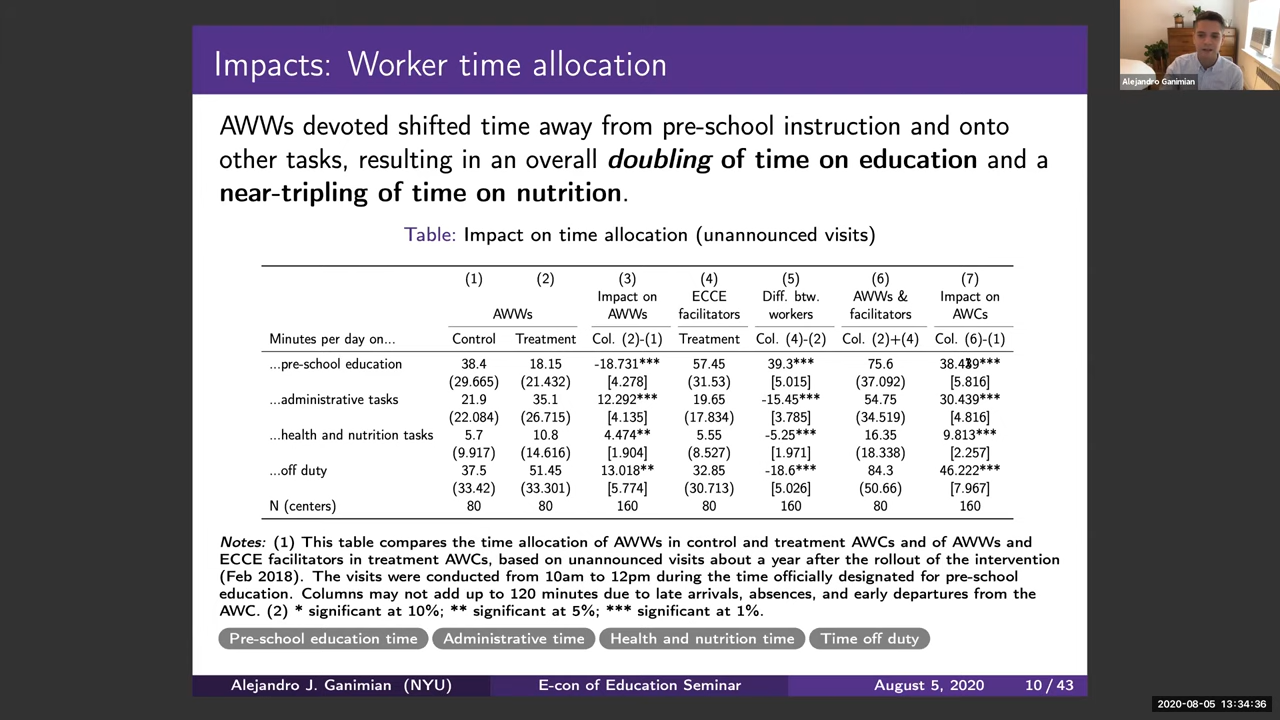 Impacts: Worker time allocation
Alejandro Ganimian
AWWs devoted shifted time away from pre-school instruction and onto
other tasks, resulting in an overall doubling of time on education and a
near-tripling of time on nutrition.
Table: Impact on time allocation (unannounced visits)
(1) (2) (3) (4) (5) (6) (7)
Impact on ECCE Diff. btw. AWWs & Impact on
AWWs AWWs facilitators workers facilitators AWCs
Minutes per day on... Control Treatment Col. (2)-(1) Treatment Col. (4)-(2) Col. (2)+(4) Col. (6)-(1)
...pre-school education 38.4 18.15 -18.731*** 57.45 39.3*** 75.6
(29.665) (21.432) [4.278] (31.53) [5.015] (37.092) [5.816]
...administrative tasks 21.9 35.1 12.292*** 19.65 -15.45*** 54.75 30.439***
(22.084) (26.715) [4.135] (17.834) [3.785] (34.519) [4.816]
...health and nutrition tasks 5.7 10.8 4.474** 5.55 -5.25*** 16.35 9.813***
(9.917) (14.616) [1.904] (8.527) [1.971] (18.338) [2.257]
...off duty 37.5 51.45 13.018** 32.85 -18.6*** 84.3 46.222***
(33.42) (33.301) [5.774] (30.713) [5.026] (50.66) [7.967]
N (centers) 80 80 160 80 160 80 160
Notes: (1) This table compares the time allocation of AWWs in control and treatment AWCs and of AWWs and
ECCE facilitators in treatment AWCs, based on unannounced visits about a year after the rollout of the intervention
(Feb 2018). The visits were conducted from 10am to 12pm during the time officially designated for pre-school
education. Columns may not add up to 120 minutes due to late arrivals, absences, and early departures from the
AWC. (2) * significant at 10%; ** significant at 5%; *** significant at 1%.
Pre-school education time Administrative time Health and nutrition time Time off duty
Alejandro J. Ganimian (NYU) E-con of Education Seminar August 5, 2020 10 / 43
2020-08-05 13:34:36